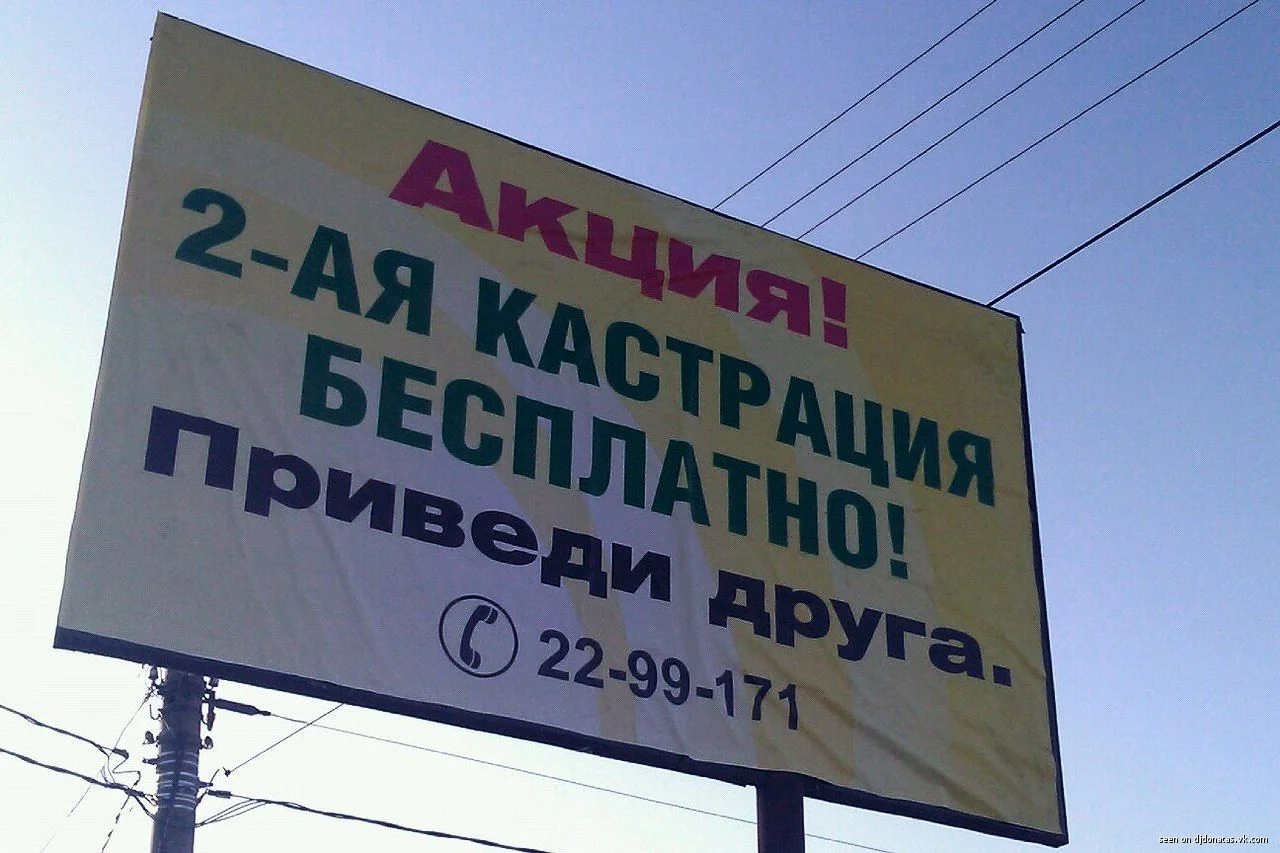 Акция!
2-АЯ КАСТРАЦИЯ
БЕСПЛАТНО!
Приведи друга.
22-99-171
seen on djdonatas.vk.com